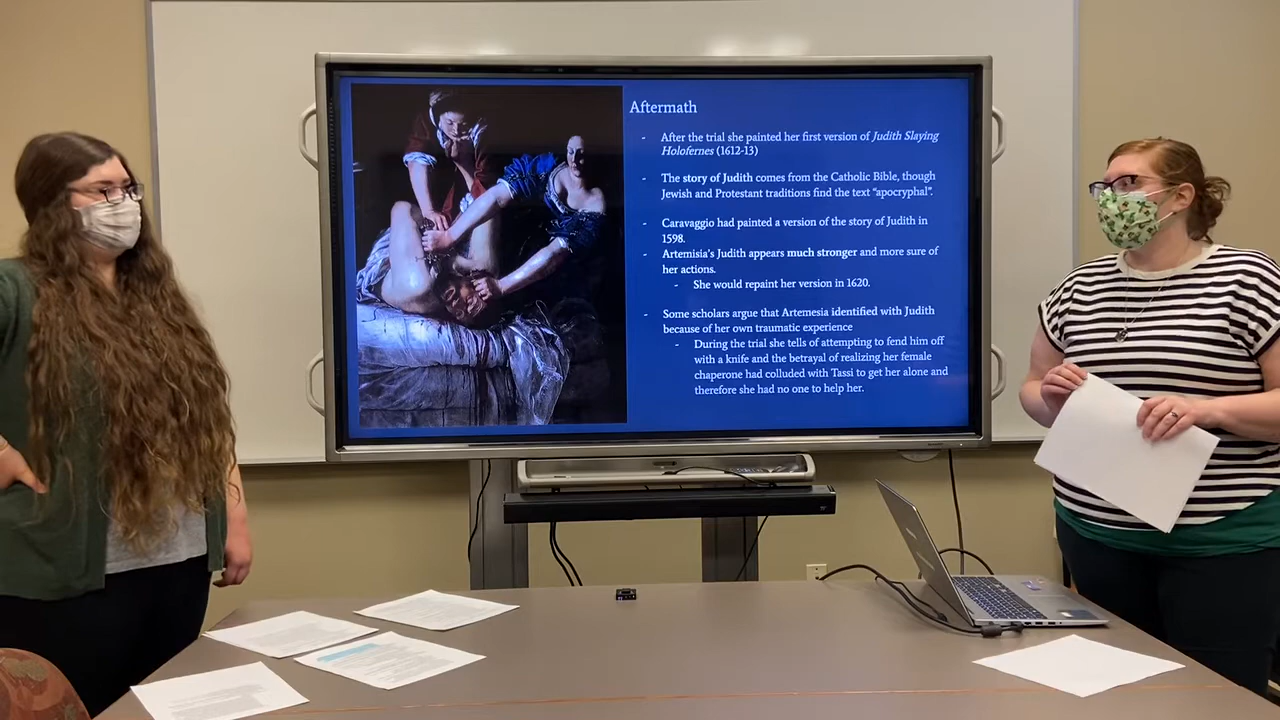 Aftermath
- After the trial she painted her first version of Judith Slaying
Holofernes (1612-13)
- The story of Judith comes from the Catholic Bible, though
Jewish and Protestant traditions find the text “apocryphal”.
- Caravaggio had painted a version of the story of Judith in
1598.
- Artemisia's Judith appears much stronger and more sure of
her actions.
- She would repaint her version in 1620.
- Some scholars argue that Artemesia identified with Judith
because of her own traumatic experience
- During the trial she tells of attempting to fend him off
with a knife and the betrayal of realizing her female
chaperone had colluded with Tassi to get her alone and
therefore she had no one to help her.